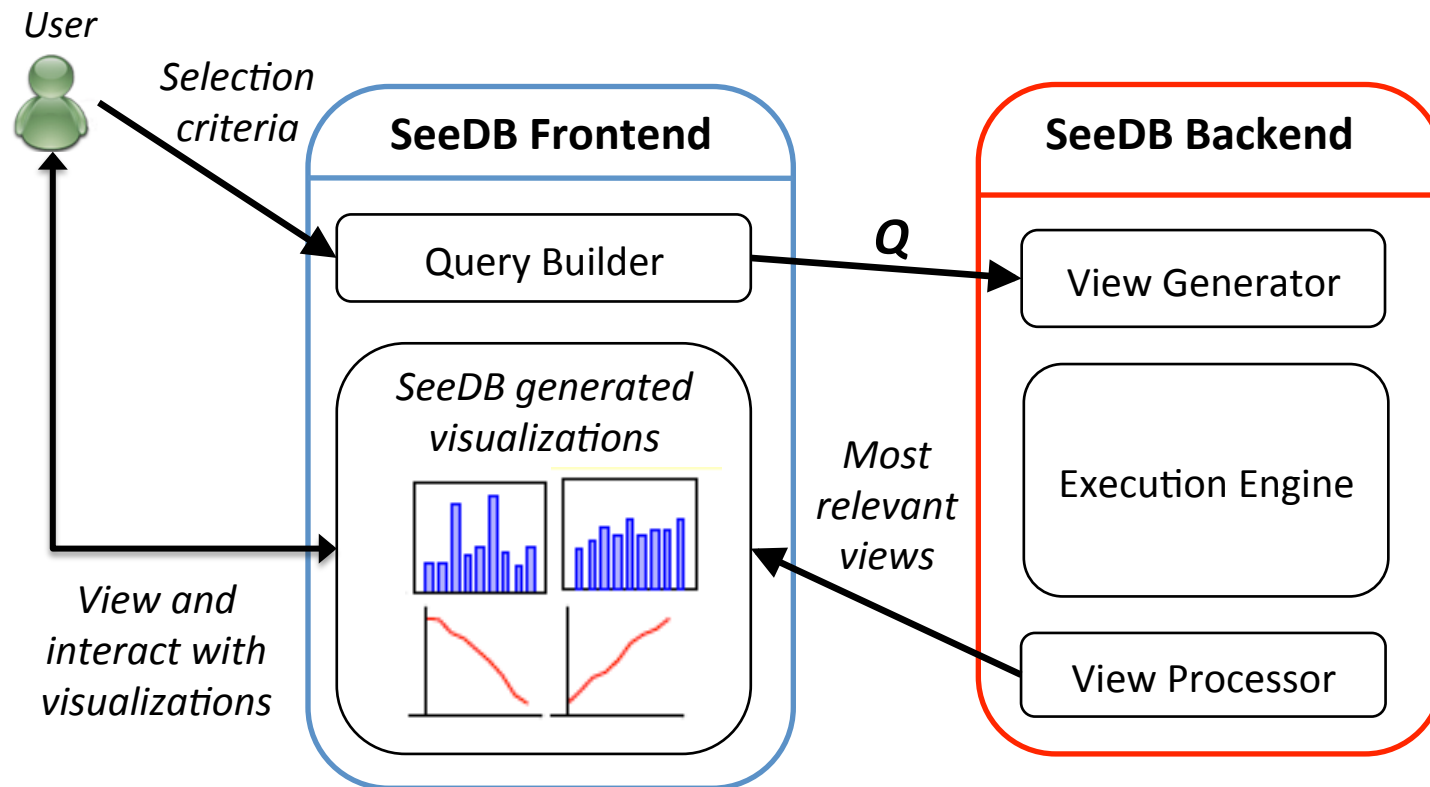 User
Selection
criteria
SeeDB Frontend
SeeDB Backend
Query Builder
Q
View Generator
SeeDB generated
visualizations
Most
relevant
views
Execution Engine
View and
interact with
visualizations
View Processor